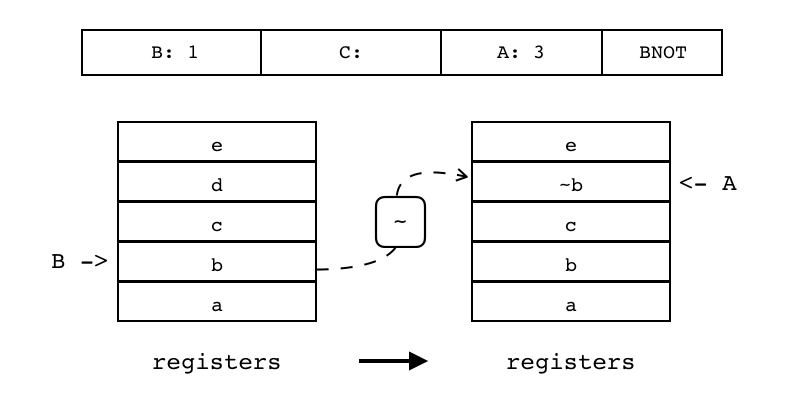 B: 1 C: A: 3 BNOT
e e
d ~b <- A
c ~ c
B -> b b
a a
registers registers